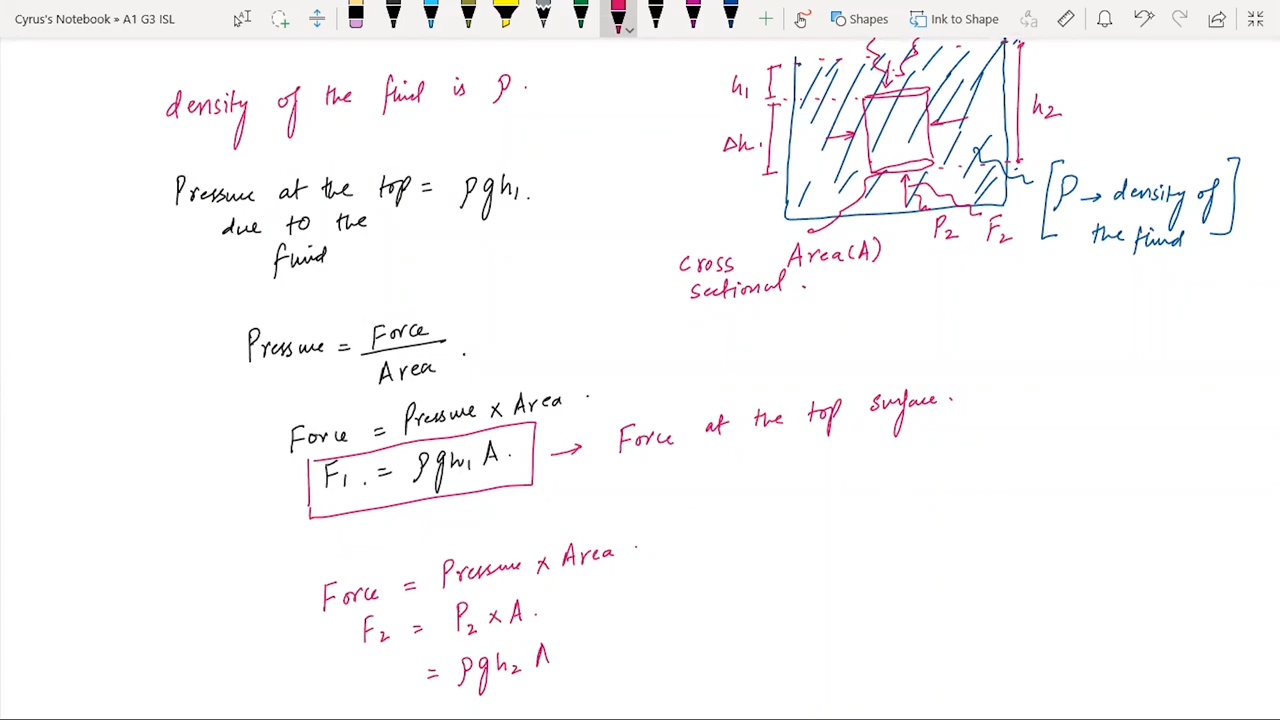 Cyrus's Notebook » A1 G3 ISL
Shapes
Ink to Shape
density of the fluid is ρ.
h₁
Δh.
h₂
Pressure at the top = ρgh₁.
due to the
fluid
[ρ → density of
the fluid]
P₂ F₂
cross Area(A)
sectional.
Pressure = Force / Area.
Force = Pressure × Area.
F₁. = ρgh₁ A. → Force at the top surface.
Force = Pressure × Area.
F₂ = P₂ × A.
= ρgh₂ A